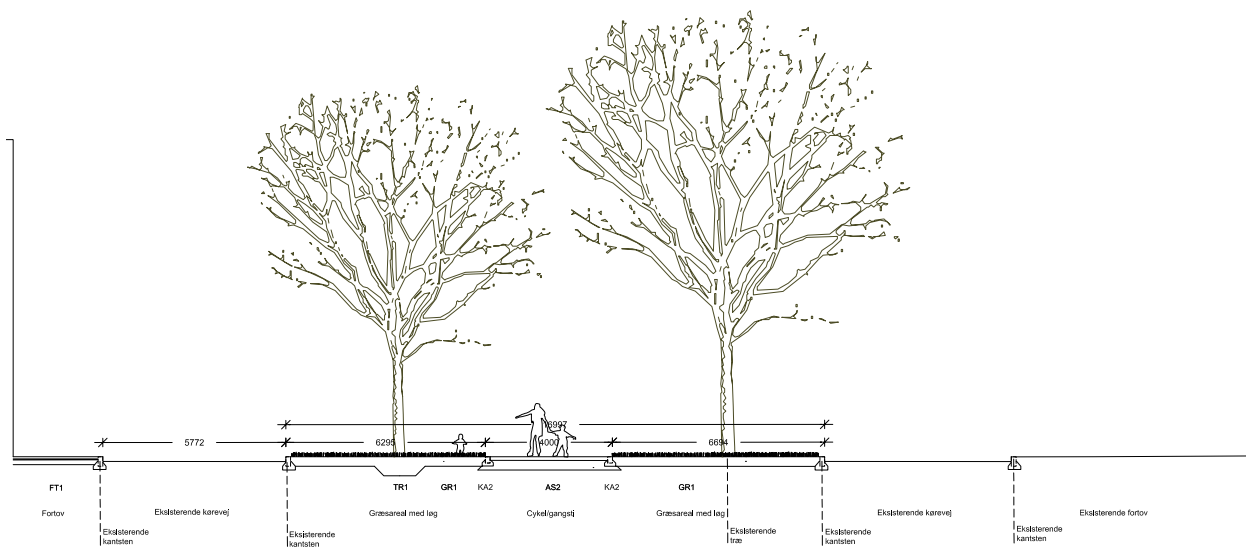 16997
5772
6295
4000
6694
FT1
TR1
GR1
KA2
AS2
KA2
GR1
Fortov
Eksisterende kørevej
Græsareal med løg
Cykel/gangsti
Græsareal med løg
Eksisterende kørevej
Eksisterende fortov
Eksisterende
kantsten
Eksisterende
kantsten
Eksisterende
træ
Eksisterende
kantsten
Eksisterende
kantsten